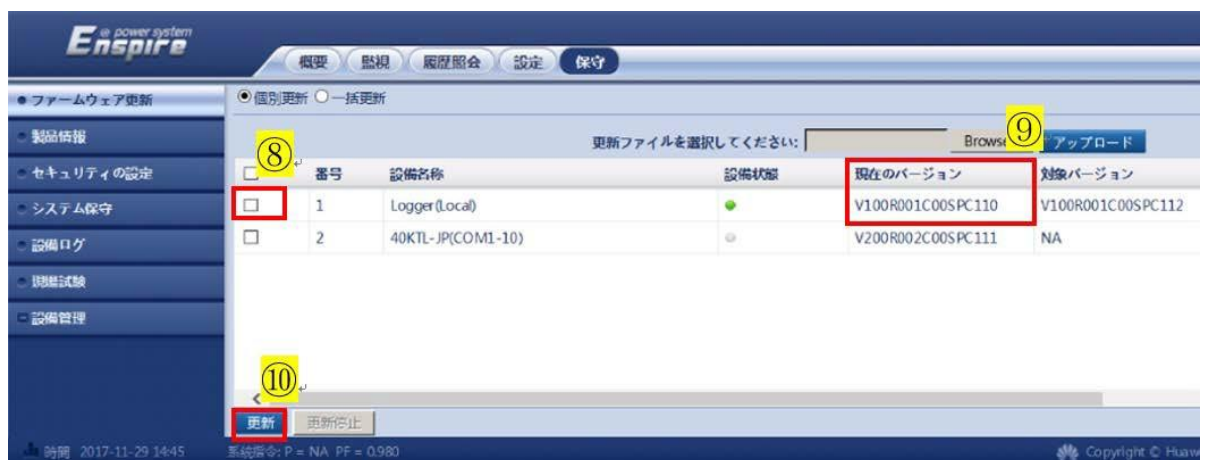 e power system
Enspire
概要 監視 履歴照会 設定 保守
ファームウェア更新
製品情報
セキュリティの設定
システム保守
設備ログ
設備管理
個別更新 一括更新
更新ファイルを選択してください: Browse ⑨ アップロード
⑧
番号 設備名称 設備状態 現在のバージョン 対象バージョン
1 Logger(Local) V100R001C00SPC110 V100R001C00SPC112
2 40KTL-JP(COM1-10) V200R002C00SPC111 NA
⑩
更新 更新停止
時間 2017-11-29 14:45 系統指令: P = NA PF = 0.980 Copyright © Huaw